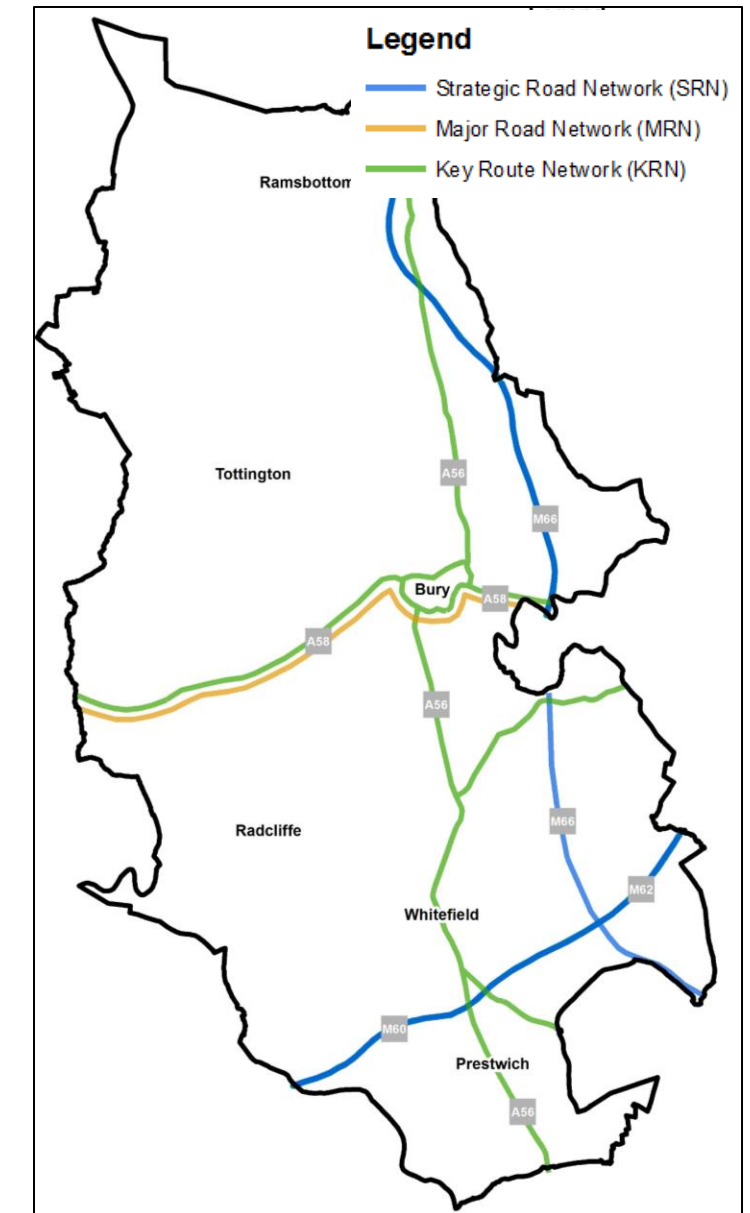 Legend
Strategic Road Network (SRN)
Major Road Network (MRN)
Key Route Network (KRN)
Ramsbottom
Tottington
A56
M66
Bury
A58
A58
A56
M66
Radcliffe
M62
Whitefield
M60
Prestwich
A56